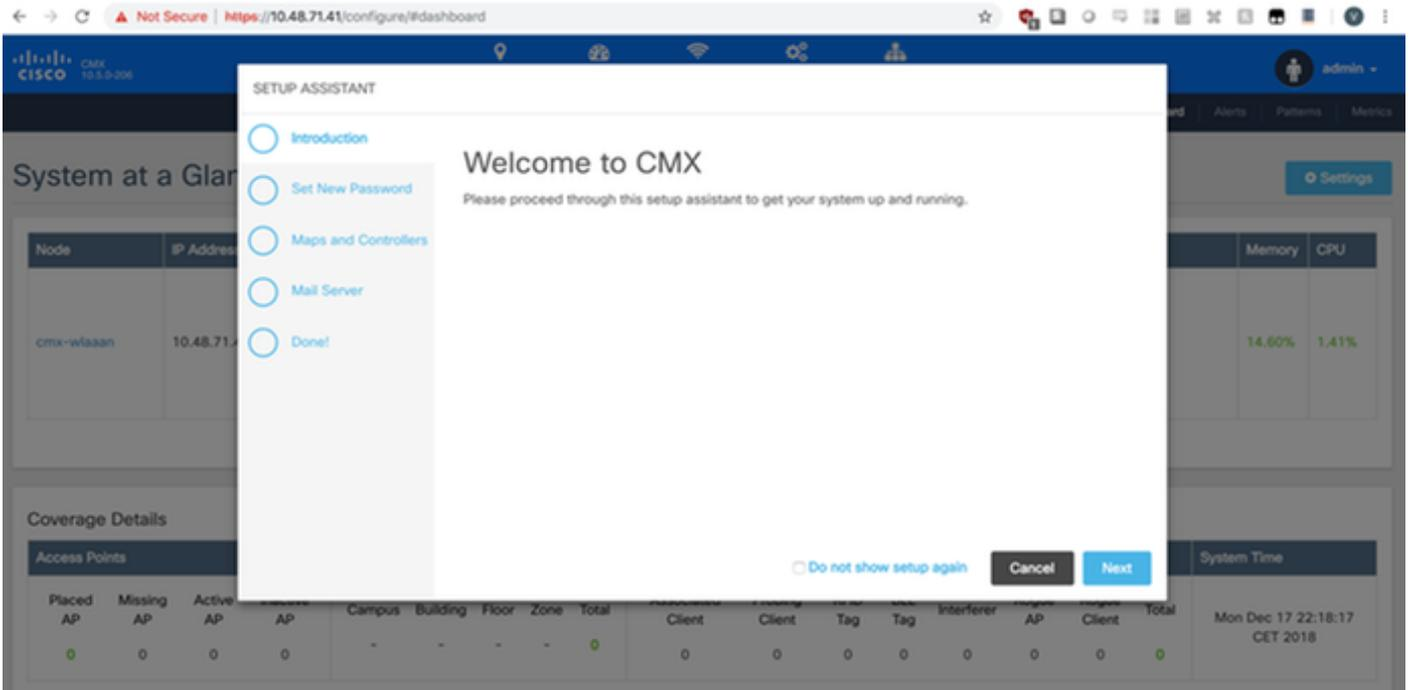 Not Secure | https://10.48.71.41/configure/#dashboard
CISCO CMX
10.5.0-206
admin
Alerts Patterns Metrics
SETUP ASSISTANT
Introduction
Set New Password
Maps and Controllers
Mail Server
Done!
Welcome to CMX
Please proceed through this setup assistant to get your system up and running.
Do not show setup again
Cancel
Next
System at a
Settings
Node IP Address Memory CPU
cmx-wlaaan 10.48.71. 14.60% 1.41%
Coverage Details
Access Points System Time
Placed AP Missing AP Active AP AP Campus Building Floor Zone Total Client Client Tag Tag Interferer AP Client Total
0 0 0 0 - - - - 0 0 0 0 0 0 0 0 0
Mon Dec 17 22:18:17
CET 2018